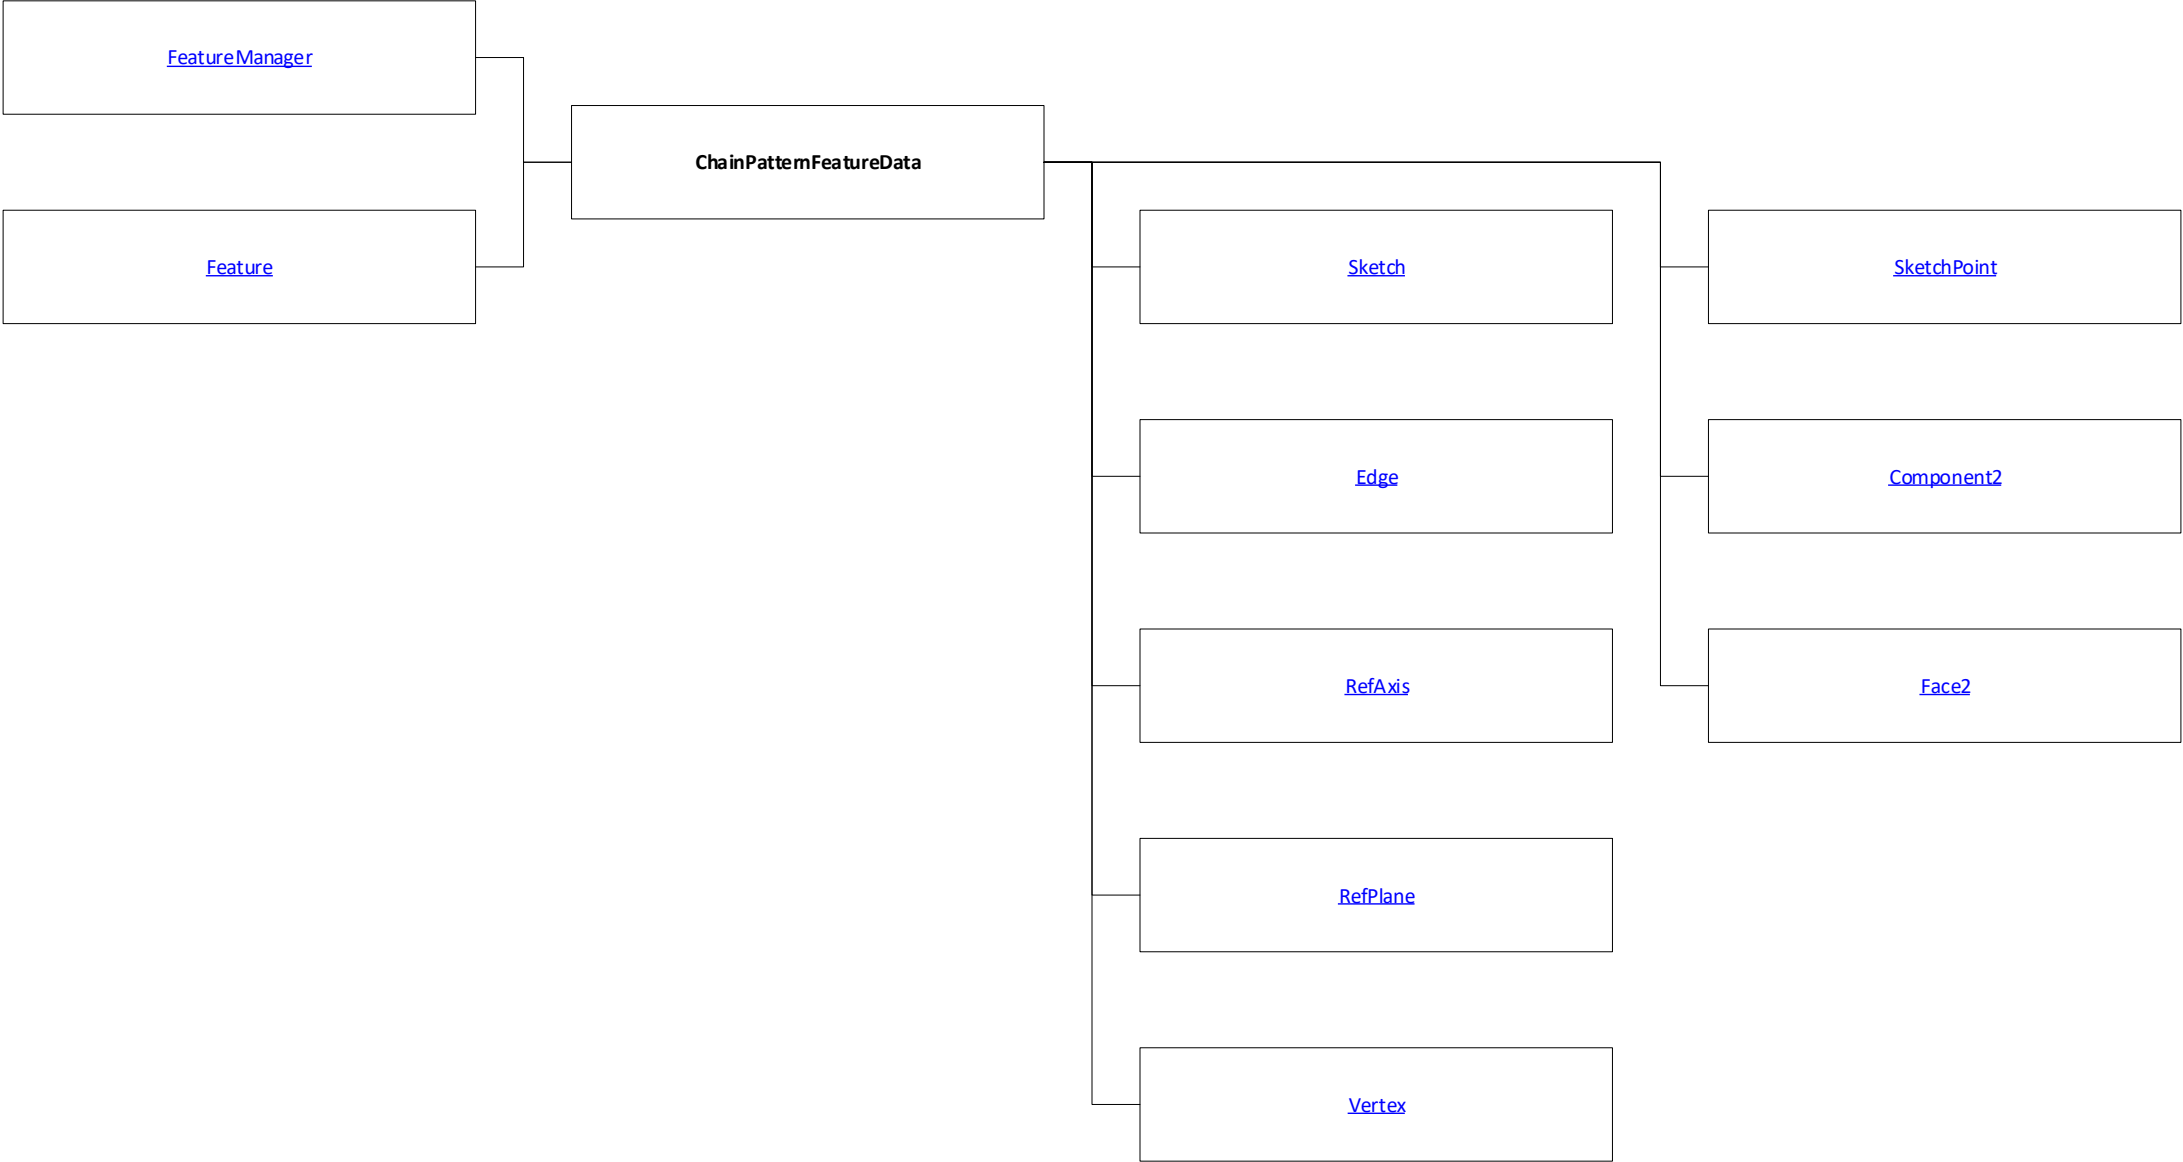 FeatureManager
ChainPatternFeatureData
Feature
Sketch
SketchPoint
Edge
Component2
RefAxis
Face2
RefPlane
Vertex